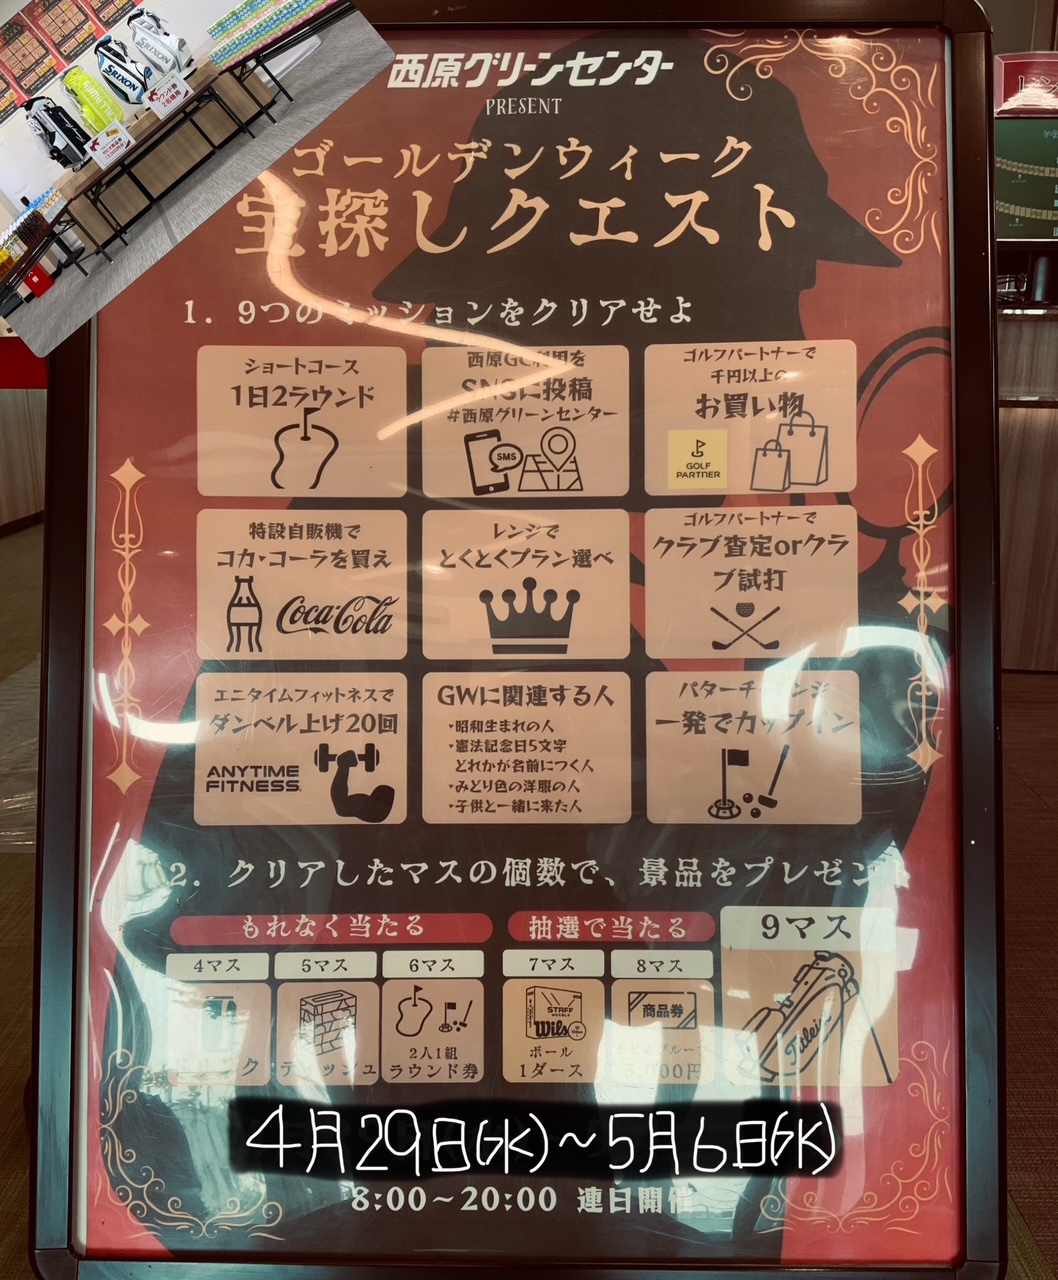 SRIXON
SRIXON
西原グリーンセンター
PRESENT
ゴールデンウィーク
宝探しクエスト
1. 9つのミッションをクリアせよ
ショートコース
1日2ラウンド
西原GC利用を
SNSに投稿
#西原グリーンセンター
SMS
ゴルフパートナーで
千円以上の
お買い物
GOLF
PARTNER
特設自販機で
コカ・コーラを買え
Coca-Cola
レンジで
とくとくプラン選べ
ゴルフパートナーで
クラブ査定orクラ
ブ試打
エニタイムフィットネスで
ダンベル上げ20回
ANYTIME
FITNESS
GWに関連する人
・昭和生まれの人
・憲法記念日5文字
どれかが名前につく人
・みどり色の洋服の人
・子供と一緒に来た人
パターチャレンジ
一発でカップイン
2. クリアしたマスの個数で、景品をプレゼン
もれなく当たる
抽選で当たる
9マス
4マス
5マス
6マス
7マス
8マス
ドリンク
ティッシュ
2人1組
ラウンド券
STAFF
Wils
ボール
1ダース
商品券
5,000円
Titleist
4月29日(水)~5月6日(水)
8:00~20:00 連日開催